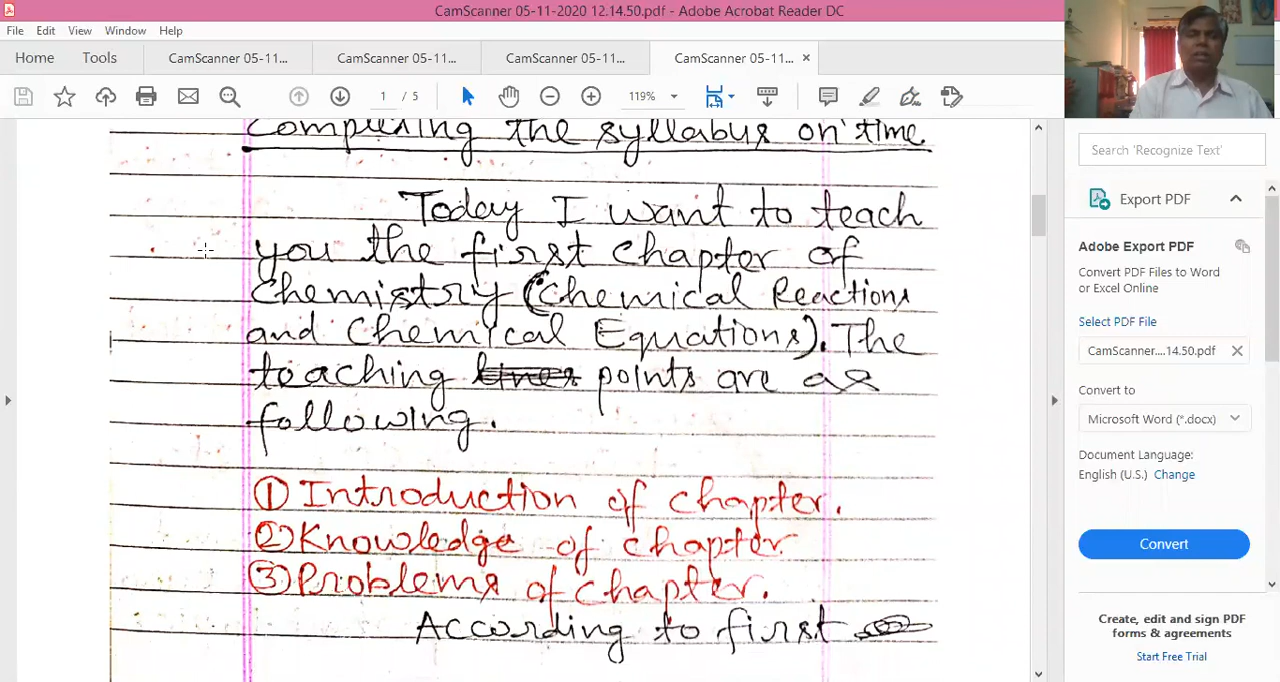 CamScanner 05-11-2020 12.14.50.pdf - Adobe Acrobat Reader DC
File Edit View Window Help
Home Tools CamScanner 05-11... CamScanner 05-11... CamScanner 05-11... CamScanner 05-11... ×
1 / 5 119%
Completing the syllabus on time
Today I want to teach
you the first chapter of
Chemistry (Chemical Reactions
and Chemical Equations). The
teaching points are as
following.
① Introduction of chapter.
② Knowledge of chapter.
③ Problems of chapter.
According to first
Search 'Recognize Text'
Export PDF
Adobe Export PDF
Convert PDF Files to Word
or Excel Online
Select PDF File
CamScanner....14.50.pdf
Convert to
Microsoft Word (*.docx)
Document Language:
English (U.S.) Change
Convert
Create, edit and sign PDF
forms & agreements
Start Free Trial